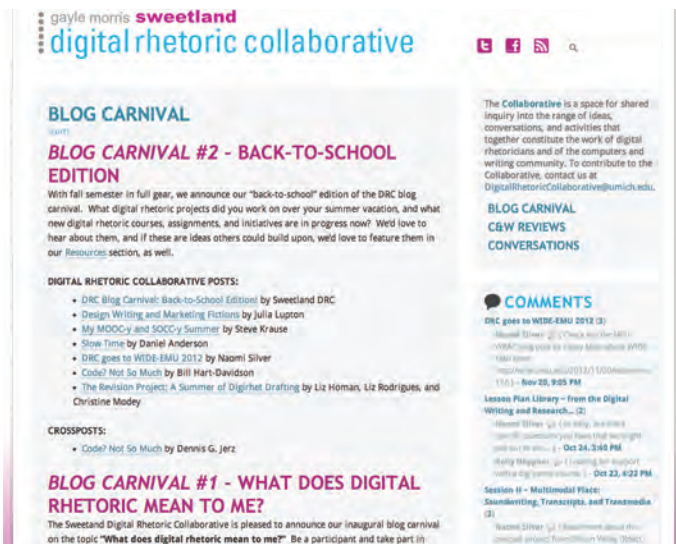 gayle morris sweetland
digital rhetoric collaborative
BLOG CARNIVAL
BLOG CARNIVAL #2 - BACK-TO-SCHOOL
EDITION
With fall semester in full gear, we announce our "back-to-school" edition of the DRC blog
carnival. What digital rhetoric projects did you work on over your summer vacation, and what
new digital rhetoric courses, assignments, and initiatives are in progress now? We'd love to
hear about them, and if these are ideas others could build upon, we'd love to feature them in
our Resources section, as well.
DIGITAL RHETORIC COLLABORATIVE POSTS:
• DRC Blog Carnival: Back-to-School Edition! by Sweetland DRC
• Design Writing and Marketing Fictions by Julia Lupton
• My MOOC-y and SOCC-y Summer by Steve Krause
• Slow Time by Daniel Anderson
• DRC goes to WIDE-EMU 2012 by Naomi Silver
• Code? Not So Much by Bill Hart-Davidson
• The Revision Project: A Summer of Digirhet Drafting by Liz Homan, Liz Rodrigues, and
Christine Modey
CROSSPOSTS:
• Code? Not So Much by Dennis G. Jerz
BLOG CARNIVAL #1 - WHAT DOES DIGITAL
RHETORIC MEAN TO ME?
The Sweetand Digital Rhetoric Collaborative is pleased to announce our inaugural blog carnival
on the topic "What does digital rhetoric mean to me?" Be a participant and take part in
The Collaborative is a space for shared
inquiry into the range of ideas,
conversations, and activities that
together constitute the work of digital
rhetoricians and of the computers and
writing community. To contribute to the
Collaborative, contact us at
DigitalRhetoricCollaborative@umich.edu.
BLOG CARNIVAL
C&W REVIEWS
CONVERSATIONS
COMMENTS
DRC goes to WIDE-EMU 2012 (3)
Naomi Silver
- Nov 20, 9:05 PM
Lesson Plan Library – from the Digital
Writing and Research... (2)
Naomi Silver
- Oct 24, 3:40 PM
- Oct 23, 4:22 PM
Session II – Multimodal Place:
Soundwriting, Transcripts, and Transmedia
(2)
Naomi Silver